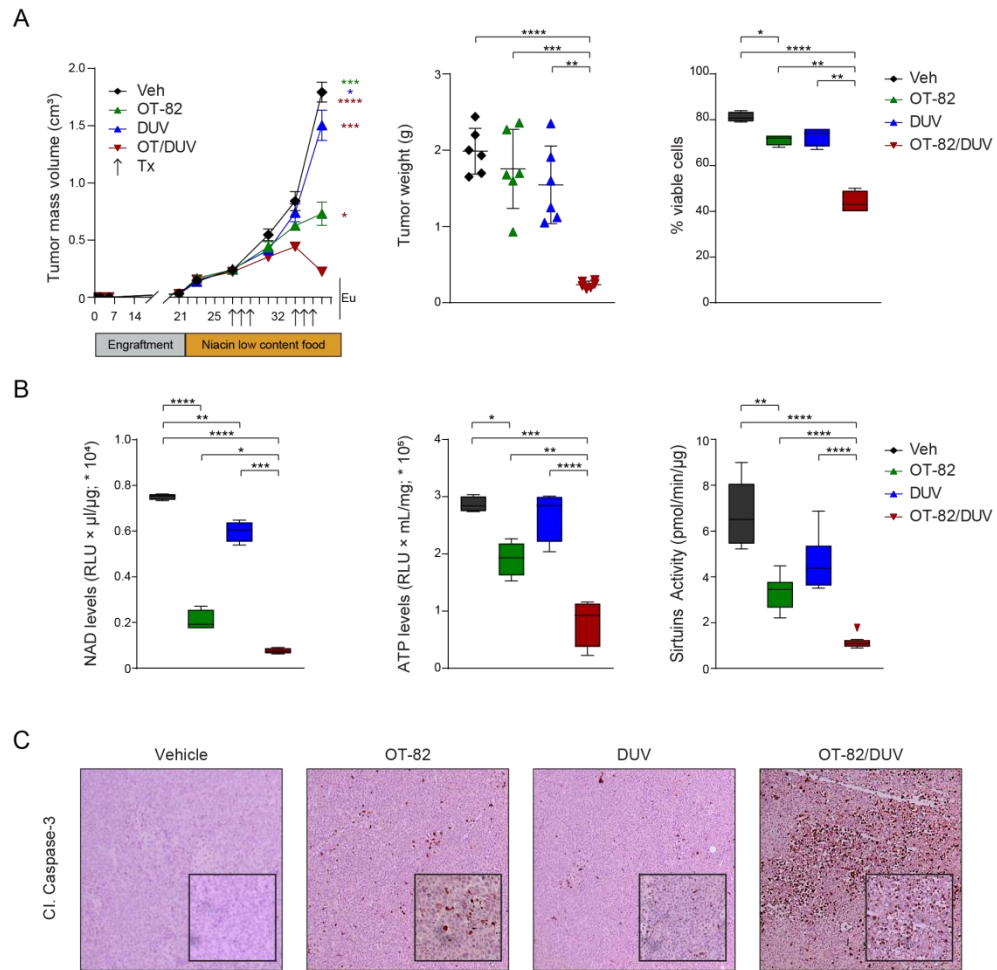 A
Tumor mass volume (cm³)
2.0
1.5
1.0
0.5
0
Veh
OT-82
DUV
OT/DUV
Tx
***
*
****
***
*
0 7 14 21 25 32
Eu
Engraftment
Niacin low content food
****
***
**
Tumor weight (g)
3
2
1
0
*
****
**
**
% viable cells
100
80
60
40
20
0
Veh
OT-82
DUV
OT-82/DUV
B
****
**
****
*
***
NAD levels (RLU × µl/µg; * 10⁴)
1.0
0.8
0.6
0.4
0.2
0
*
***
**
****
ATP levels (RLU × mL/mg; * 10⁵)
4
3
2
1
0
**
****
****
****
Sirtuins Activity (pmol/min/µg)
10
8
6
4
2
0
Veh
OT-82
DUV
OT-82/DUV
C
Vehicle
OT-82
DUV
OT-82/DUV
Cl. Caspase-3